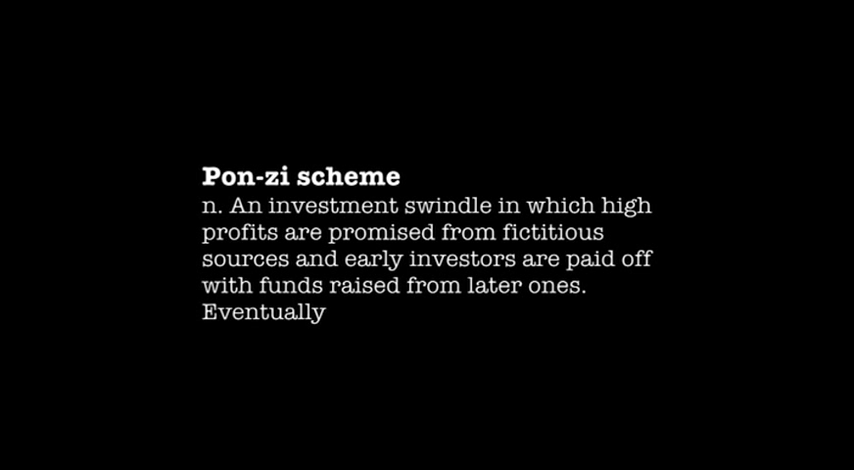 Pon-zi scheme
n. An investment swindle in which high
profits are promised from fictitious
sources and early investors are paid off
with funds raised from later ones.
Eventually